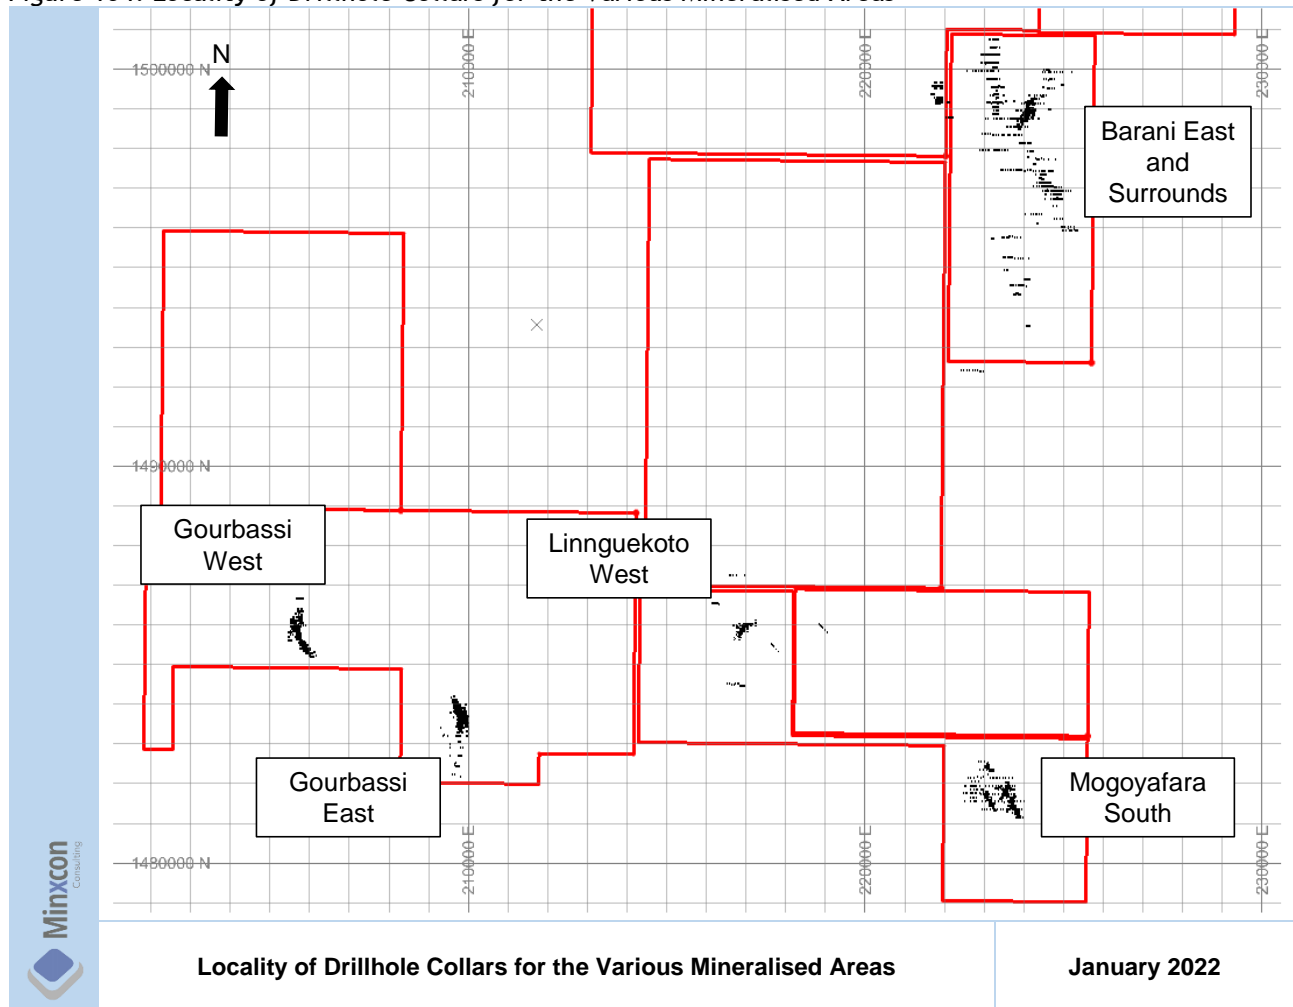 N
1500000 N
210000 E
220000 E
230000 E
Barani East
and
Surrounds
1490000 N
Gourbassi
West
Linnguekoto
West
Gourbassi
East
Mogoyafara
South
1480000 N
210000 E
220000 E
230000 E
Minxcon
Consulting
Locality of Drillhole Collars for the Various Mineralised Areas
January 2022